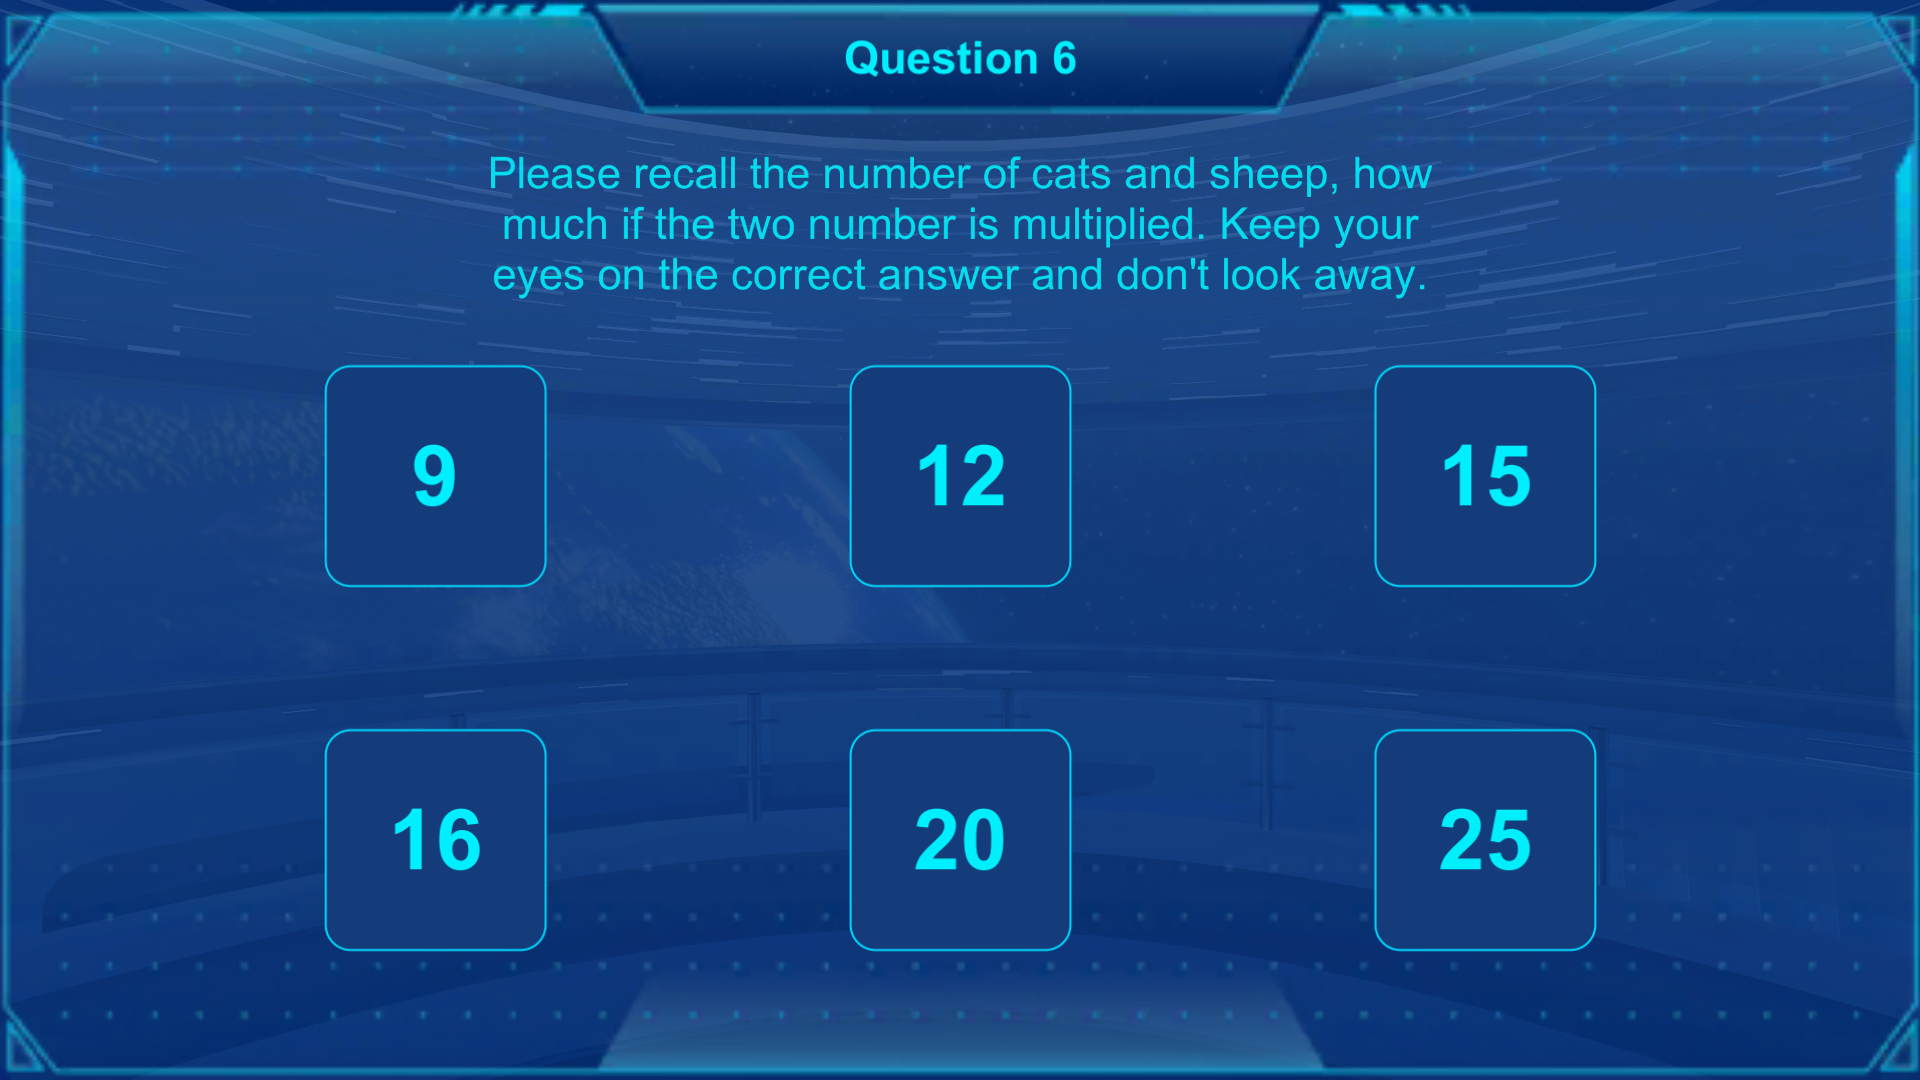 Question 6
Please recall the number of cats and sheep, how
much if the two number is multiplied. Keep your
eyes on the correct answer and don't look away.
9
12
15
16
20
25